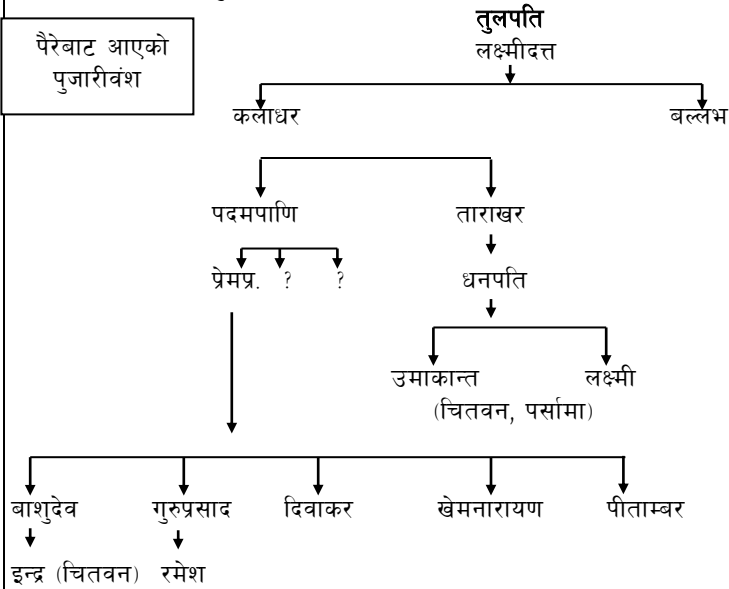 तुलपति
पैरेबाट आएको
पुजारीवंश
लक्ष्मीदत्त
कलाधर बल्लभ
पदमपाणि ताराखर
प्रेमप्र. ? ? धनपति
उमाकान्त लक्ष्मी
(चितवन, पर्सामा)
बाशुदेव गुरुप्रसाद दिवाकर खेमनारायण पीताम्बर
इन्द्र (चितवन) रमेश